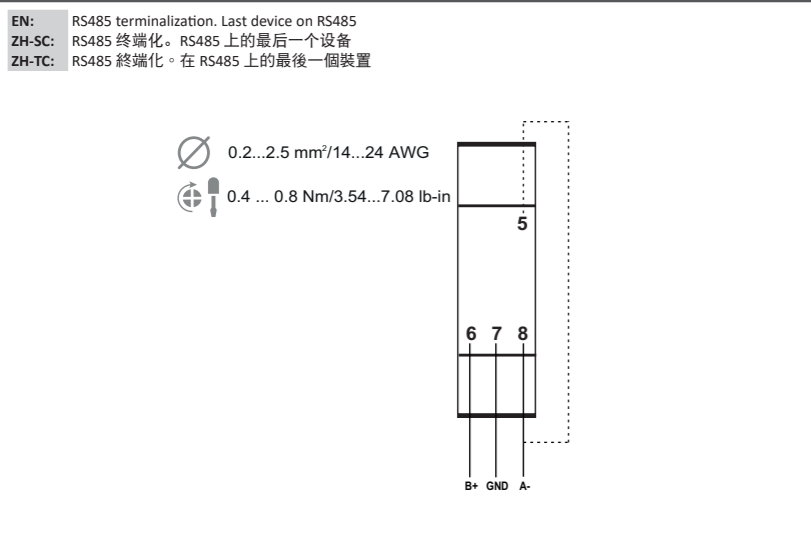 EN: RS485 terminalization. Last device on RS485
ZH-SC: RS485 终端化。RS485 上的最后一个设备
ZH-TC: RS485 終端化。在 RS485 上的最後一個裝置
0.2...2.5 mm²/14...24 AWG
0.4 ... 0.8 Nm/3.54...7.08 lb-in
5
6 7 8
B+ GND A-